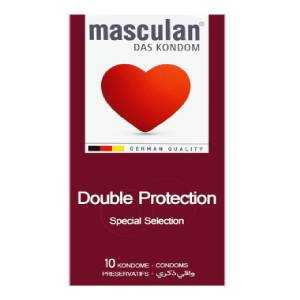 masculan®
DAS KONDOM
GERMAN QUALITY
Double Protection
Special Selection
10 KONDOME - CONDOMS
PRESERVATIFS - واقي ذكري